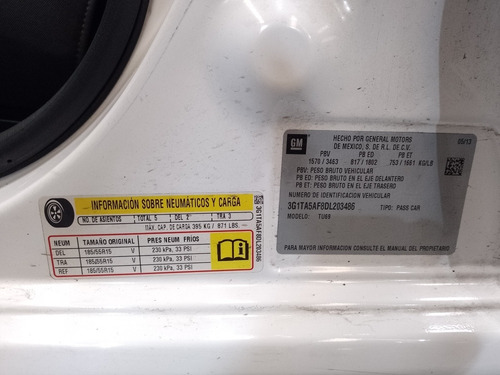 INFORMACIÓN SOBRE NEUMÁTICOS Y CARGA
NO. DE ASIENTOS TOTAL 5 DEL 2 TRA 3
MAX. CAP. DE CARGA 395 KG / 871 LBS.
NEUM TAMAÑO ORIGINAL PRES NEUM FRÍOS
DEL 185/55R15 V 230 kPa, 33 PSI
TRA 185/55R15 V 230 kPa, 33 PSI
REF 185/55R15 V 230 kPa, 33 PSI
3G1TA5AF8DL203486
GM
HECHO POR GENERAL MOTORS
DE MEXICO, S. DE R.L. DE C.V.
05/13
PBV PB ED PB ET
1570 / 3463 817 / 1802 753 / 1661 KG/LB
PBV: PESO BRUTO VEHICULAR
PB ED: PESO BRUTO EN EL EJE DELANTERO
PB ET: PESO BRUTO EN EL EJE TRASERO
NUMERO DE IDENTIFICACION VEHICULAR
3G1TA5AF8DL203486 TIPO: PASS CAR
MODELO: 1TU69
PARA MAYOR INFORMACION CONSULTE EL MANUAL DEL PROPIETARIO.